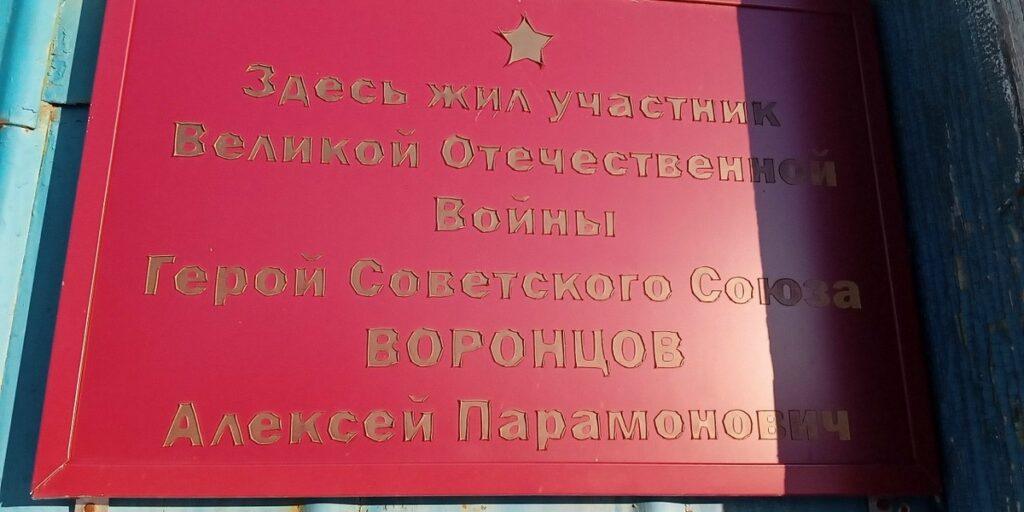 Здесь жил участник
Великой Отечественной
Войны
Герой Советского Союза
ВОРОНЦОВ
Алексей Парамонович